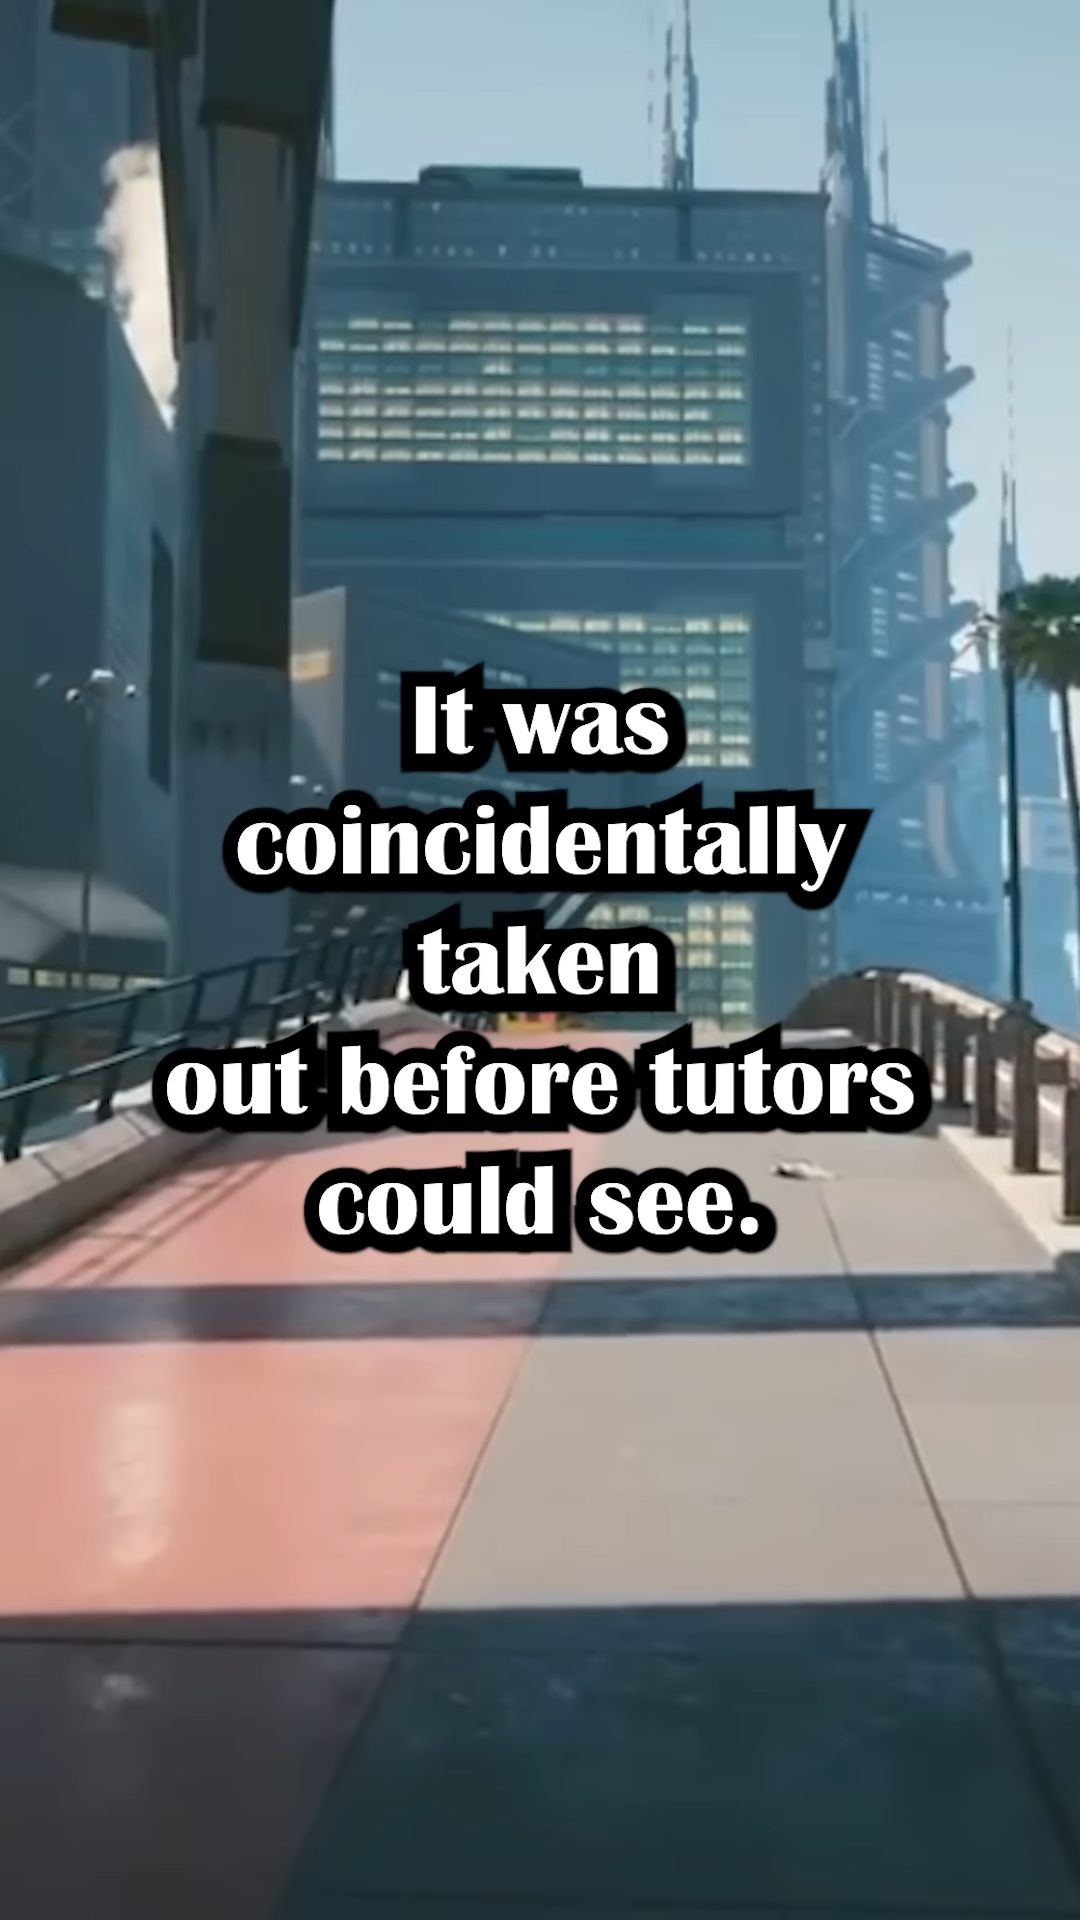 It was
coincidentally
taken
out before tutors
could see.